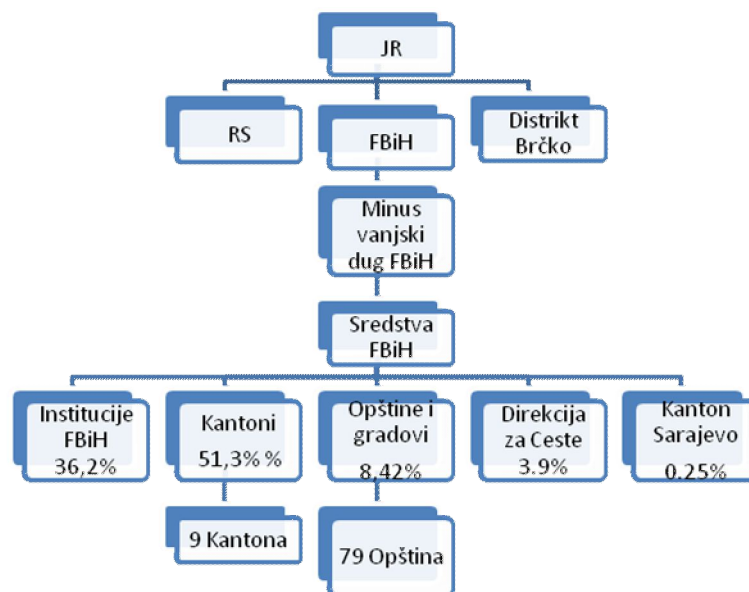 JR
RS
FBiH
Distrikt
Brčko
Minus
vanjski
dug FBiH
Sredstva
FBiH
Institucije
FBiH
36,2%
Kantoni
51,3% %
Opštine i
gradovi
8,42%
Direkcija
za Ceste
3.9%
Kanton
Sarajevo
0.25%
9 Kantona
79 Opština